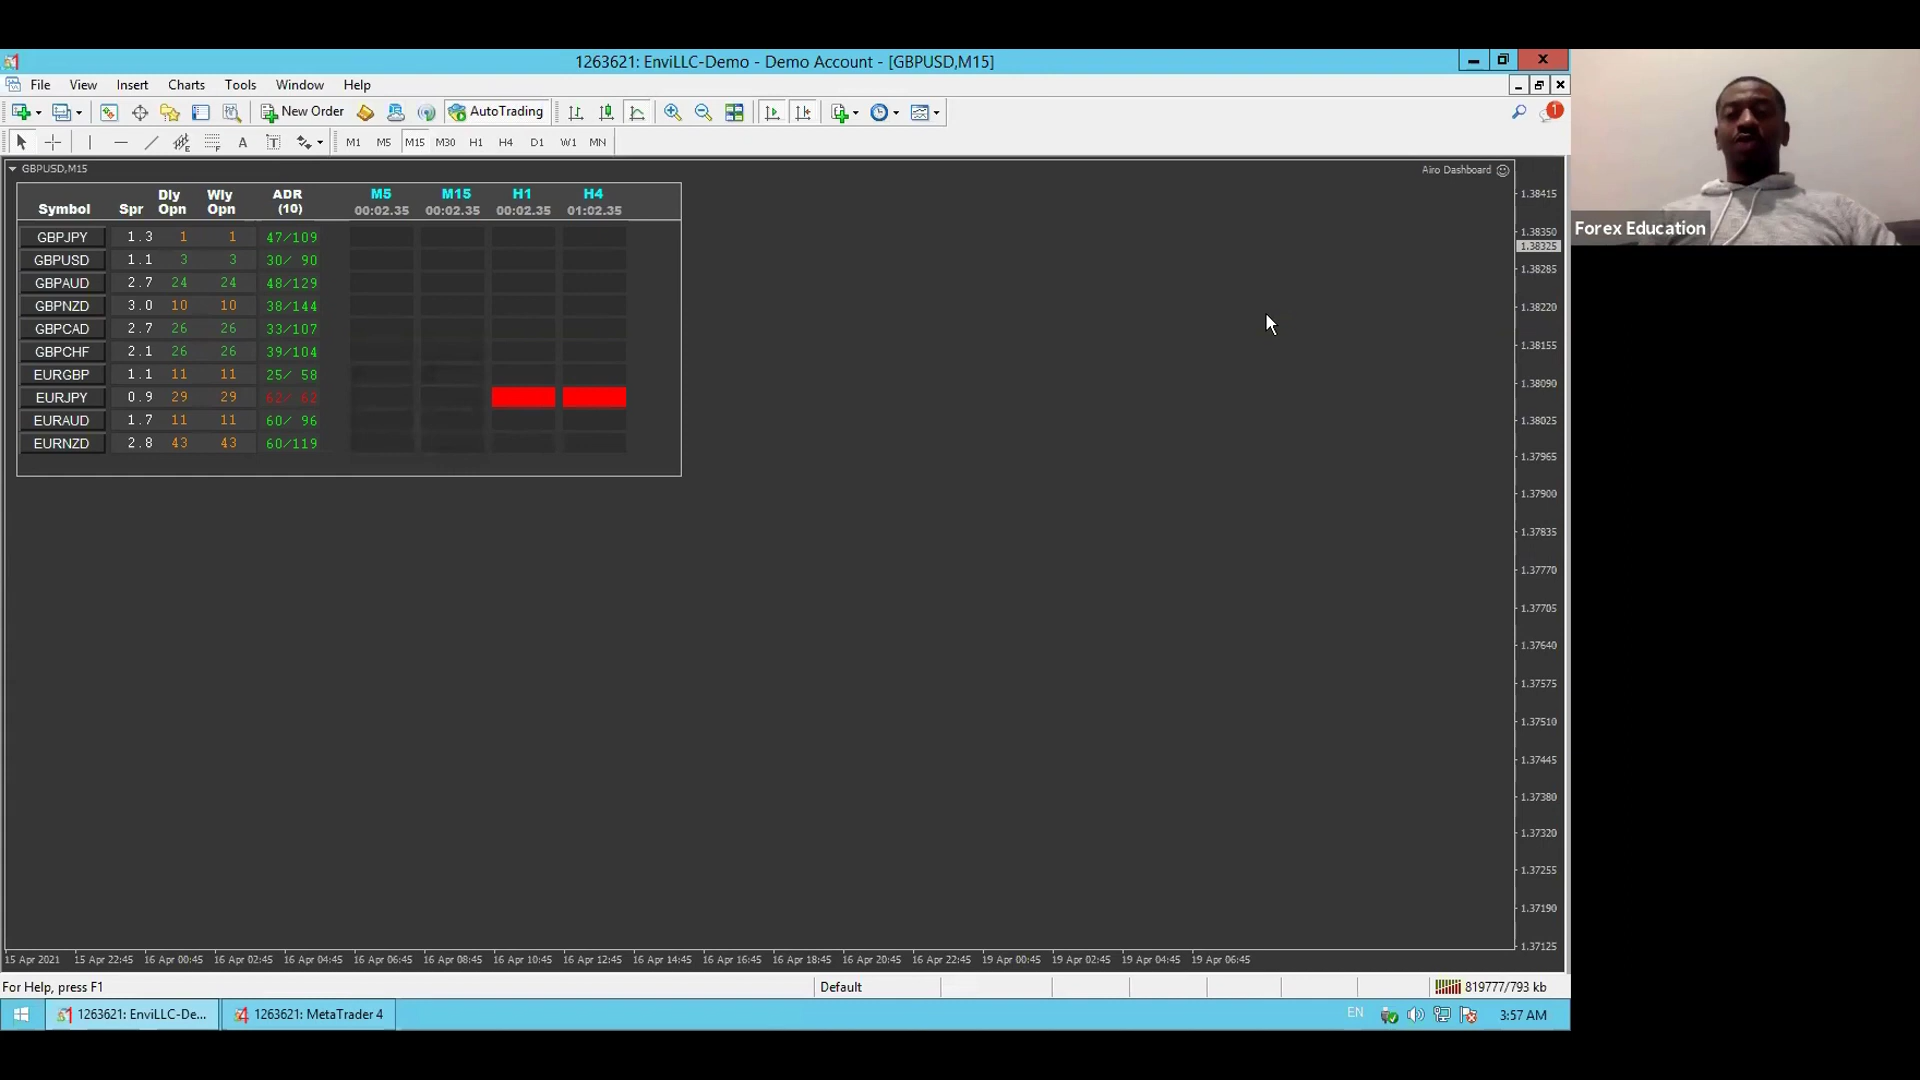 1263621: EnviLLC-Demo - Demo Account - [GBPUSD,M15]
File View Insert Charts Tools Window Help
New Order AutoTrading 1
A T M1 M5 M15 M30 H1 H4 D1 W1 MN
GBPUSD,M15 Airo Dashboard
Symbol Spr Dly Opn Wly Opn ADR (10) M5 00:02.35 M15 00:02.35 H1 00:02.35 H4 01:02.35
GBPJPY 1.3 1 1 47/109
GBPUSD 1.1 3 3 30/ 90
GBPAUD 2.7 24 24 48/129
GBPNZD 3.0 10 10 38/144
GBPCAD 2.7 26 26 33/107
GBPCHF 2.1 26 26 39/104
EURGBP 1.1 11 11 25/ 58
EURJPY 0.9 29 29 62/ 62
EURAUD 1.7 11 11 60/ 96
EURNZD 2.8 43 43 60/119
1.38415
1.38350
1.38325
1.38285
1.38220
1.38155
1.38090
1.38025
1.37965
1.37900
1.37835
1.37770
1.37705
1.37640
1.37575
1.37510
1.37445
1.37380
1.37320
1.37255
1.37190
1.37125
15 Apr 2021 15 Apr 22:45 16 Apr 00:45 16 Apr 02:45 16 Apr 04:45 16 Apr 06:45 16 Apr 08:45 16 Apr 10:45 16 Apr 12:45 16 Apr 14:45 16 Apr 16:45 16 Apr 18:45 16 Apr 20:45 16 Apr 22:45 19 Apr 00:45 19 Apr 02:45 19 Apr 04:45 19 Apr 06:45
For Help, press F1 Default 819777/793 kb
1263621: EnviLLC-De... 1263621: MetaTrader 4 EN 3:57 AM
Forex Education